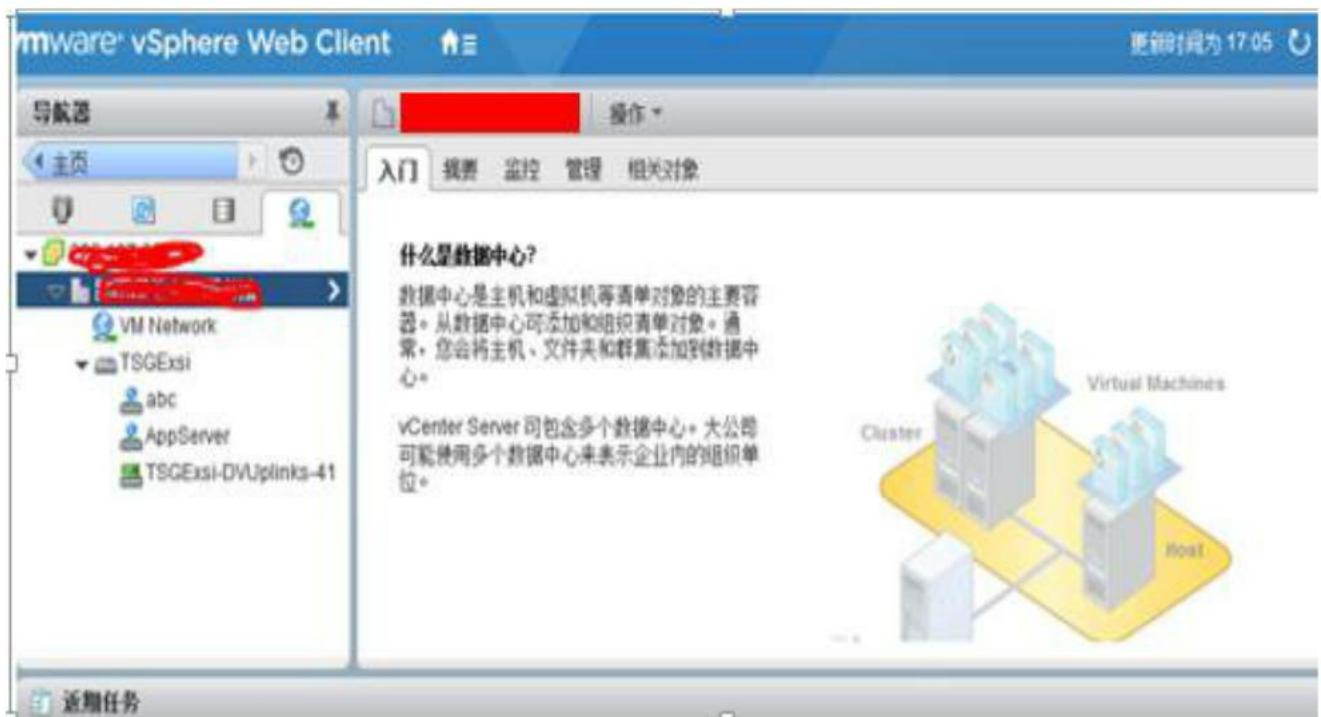 mware vSphere Web Client
更新时间为 17:05
导航器
操作
主页
入门 摘要 监控 管理 相关对象
VM Network
TSGExsi
abc
AppServer
TSGExsi-DVUplinks-41
什么是数据中心?
数据中心是主机和虚拟机等清单对象的主要容
器。从数据中心可添加和组织清单对象。通
常，您会将主机、文件夹和群集添加到数据中
心。
vCenter Server 可包含多个数据中心。大公司
可能使用多个数据中心来表示企业内的组织单
位。
Virtual Machines
Cluster
Host
近期任务